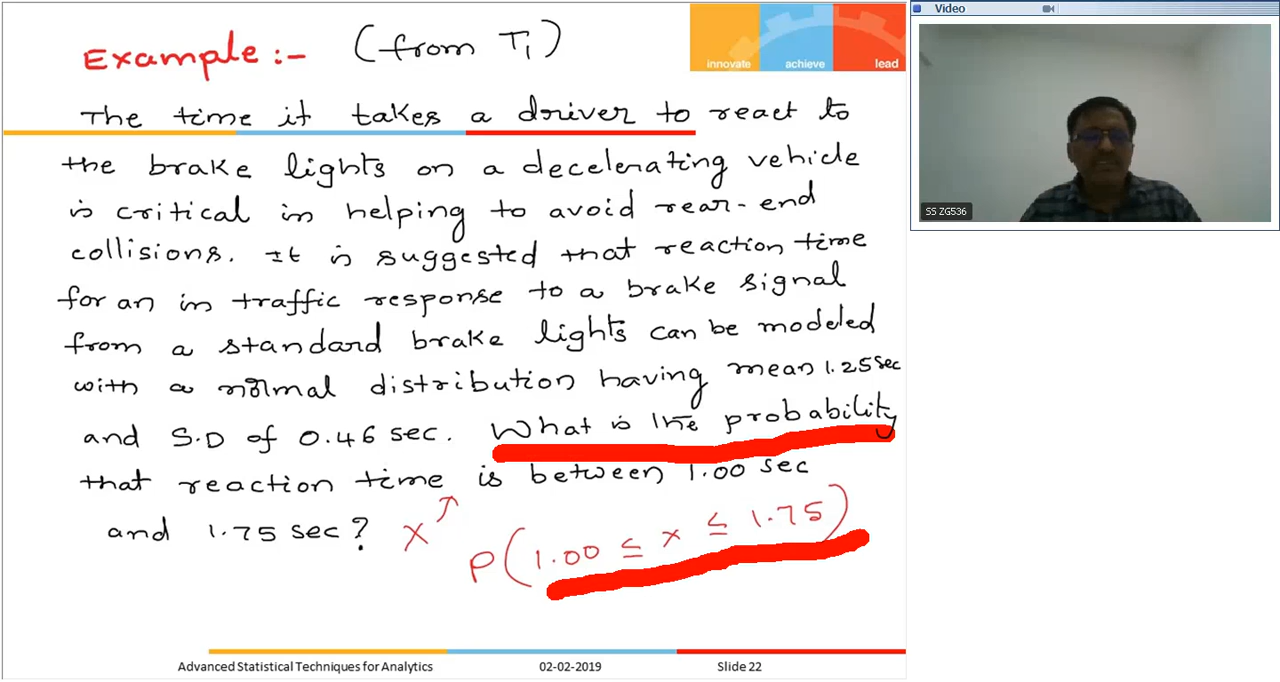 Example :- (from T1)
innovate achieve lead
The time it takes a driver to react to
the brake lights on a decelerating vehicle
is critical in helping to avoid rear-end
collisions. It is suggested that reaction time
for an in traffic response to a brake signal
from a standard brake lights can be modeled
with a normal distribution having mean 1.25 sec
and S.D of 0.46 sec. What is the probability
that reaction time is between 1.00 sec
and 1.75 sec? X
P(1.00 ≤ x ≤ 1.75)
Advanced Statistical Techniques for Analytics 02-02-2019 Slide 22
Video
SS ZG536